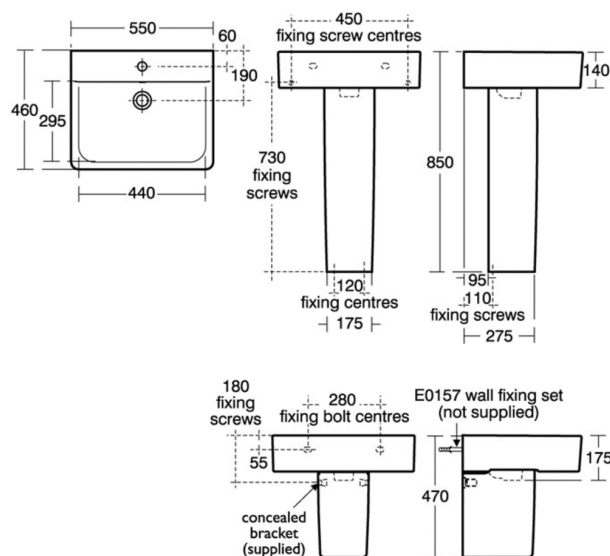 550
60
190
460
295
440
450
fixing screw centres
730
fixing
screws
120
fixing centres
175
140
850
95
110
fixing screws
275
180
fixing
screws
280
fixing bolt centres
55
concealed
bracket
(supplied)
E0157 wall fixing set
(not supplied)
175
470